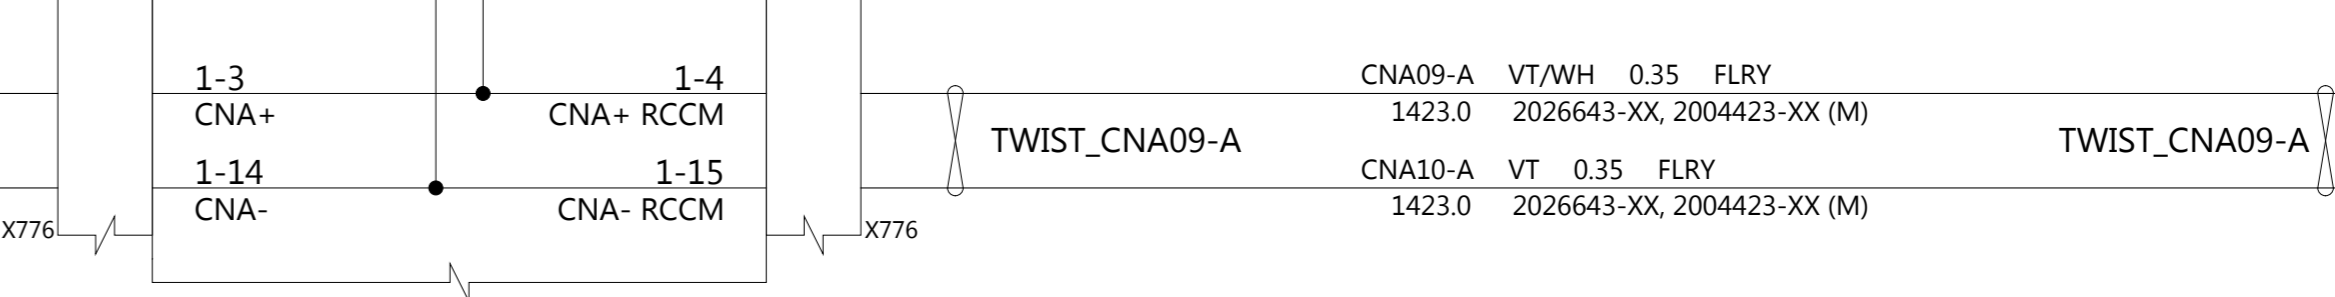 1-3 1-4
CNA+ CNA+ RCCM
1-14 1-15
CNA- CNA- RCCM
X776 X776
CNA09-A VT/WH 0.35 FLRY
1423.0 2026643-XX, 2004423-XX (M)
TWIST_CNA09-A TWIST_CNA09-A
CNA10-A VT 0.35 FLRY
1423.0 2026643-XX, 2004423-XX (M)